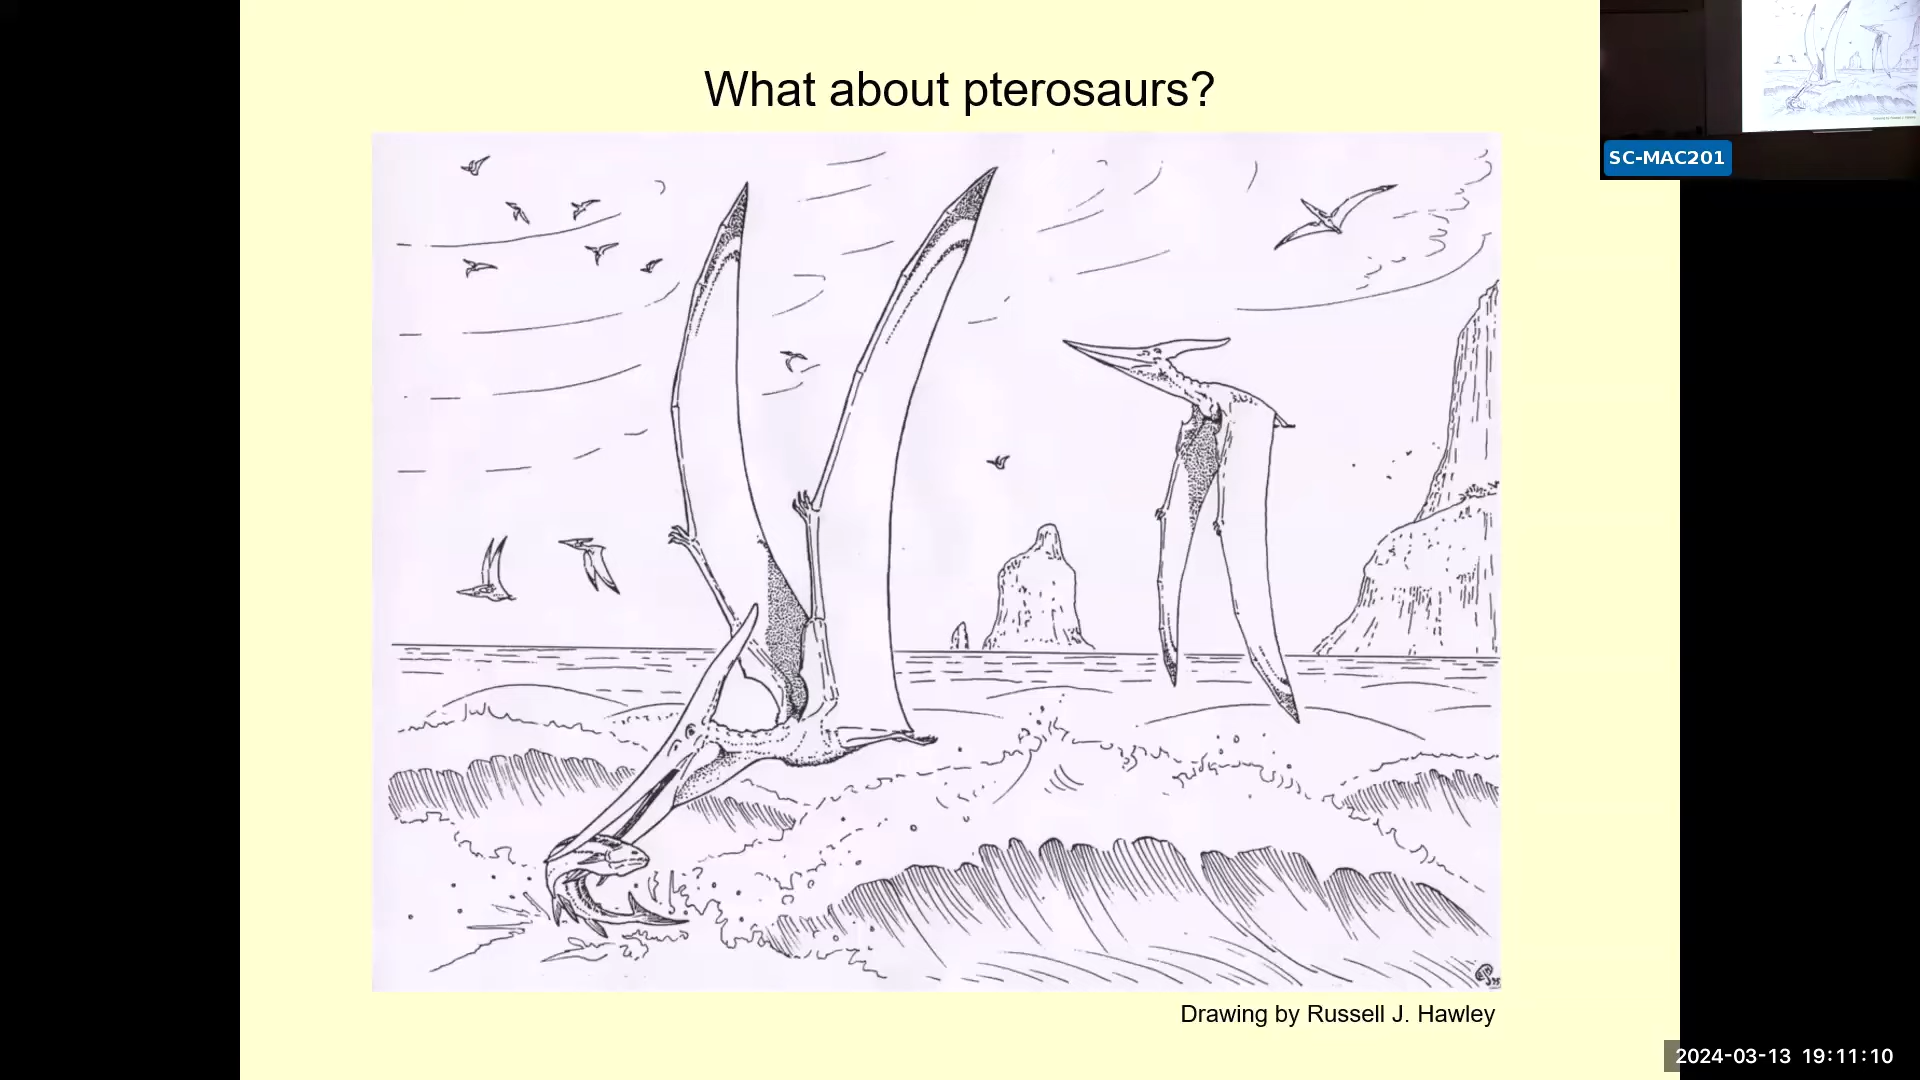 What about pterosaurs?
SC-MAC201
Drawing by Russell J. Hawley
2024-03-13 19:11:10